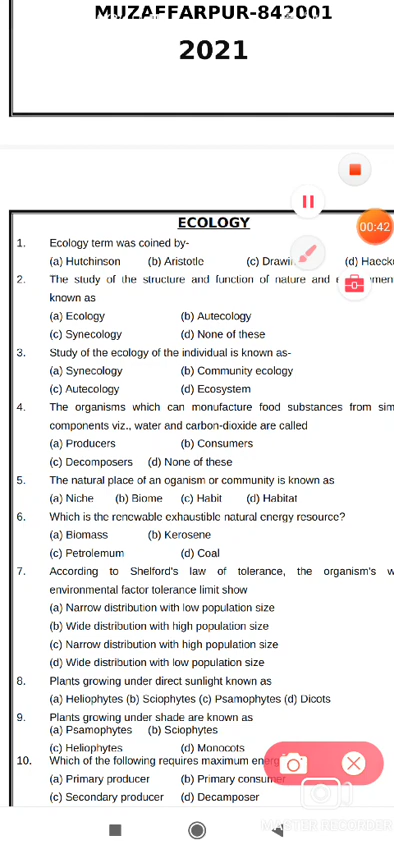 MUZAFFARPUR-842001
2021
ECOLOGY
00:42
1. Ecology term was coined by-
(a) Hutchinson (b) Aristotle (c) (d)
2. The study of the structure and function of nature and
known as
(a) Ecology (b) Autecology
(c) Synecology (d) None of these
3. Study of the ecology of the individual is known as-
(a) Synecology (b) Community ecology
(c) Autecology (d) Ecosystem
4. The organisms which can monufacture food substances from
components viz., water and carbon-dioxide are called
(a) Producers (b) Consumers
(c) Decomposers (d) None of these
5. The natural place of an oganism or community is known as
(a) Niche (b) Biome (c) Habit (d) Habitat
6. Which is the renewable exhaustible natural energy resource?
(a) Biomass (b) Kerosene
(c) Petrolemum (d) Coal
7. According to Shelford's law of tolerance, the organism's
environmental factor tolerance limit show
(a) Narrow distribution with low population size
(b) Wide distribution with high population size
(c) Narrow distribution with high population size
(d) Wide distribution with low population size
8. Plants growing under direct sunlight known as
(a) Heliophytes (b) Sciophytes (c) Psamophytes (d) Dicots
9. Plants growing under shade are known as
(a) Psamophytes (b) Sciophytes
(c) Heliophytes (d) Monocots
10. Which of the following requires maximum
(a) Primary producer (b) Primary consumer
(c) Secondary producer (d) Decamposer
MASTER RECORDER